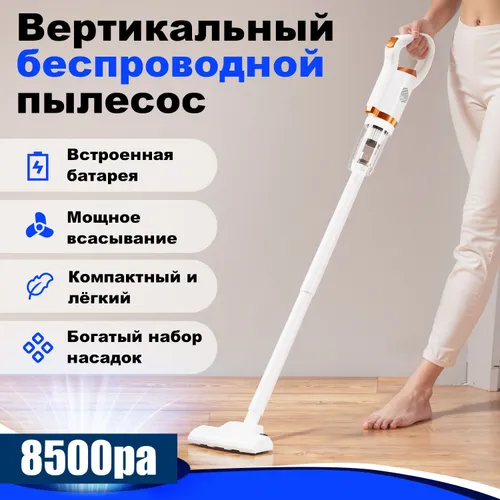 Вертикальный
беспроводной
пылесос
Встроенная
батарея
Мощное
всасывание
Компактный и
лёгкий
Богатый набор
насадок
8500pa